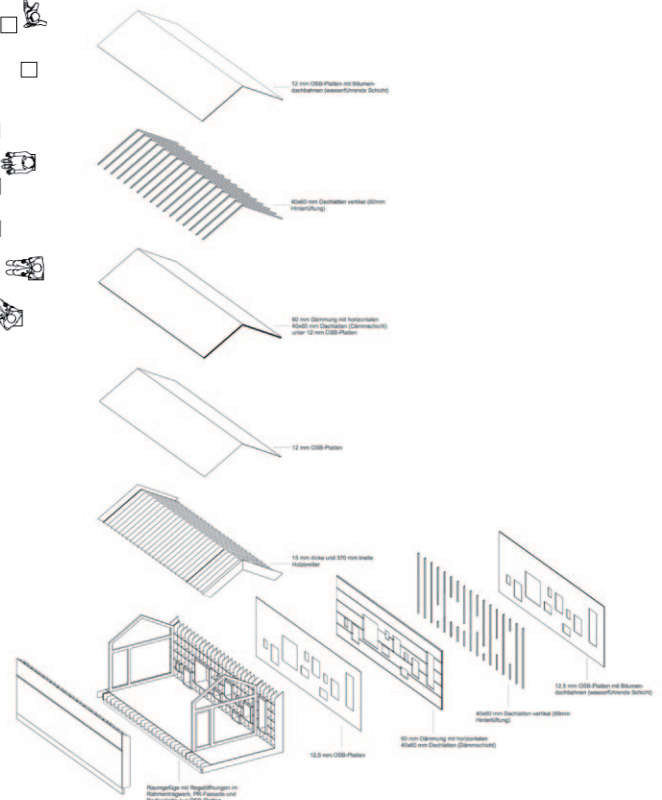 12 mm OSB-Platten mit Bitumen-
dachbahnen (wasserführende Schicht)
40x60 mm Dachlatten vertikal (60mm
Hinterlüftung)
60 mm Dämmung mit horizontalen
40x60 mm Dachlatten (Dämmschicht)
unter 12 mm OSB-Platten
12 mm OSB-Platten
15 mm dicke und 370 mm breite
Holzbretter
12,5 mm OSB-Platten mit Bitumen-
dachbahnen (wasserführende Schicht)
40x60 mm Dachlatten vertikal (60mm
Hinterlüftung)
60 mm Dämmung mit horizontalen
40x60 mm Dachlatten (Dämmschicht)
12,5 mm OSB-Platten
Raumgefüge mit Regalöffnungen im
Rahmentragwerk, PR-Fassade und